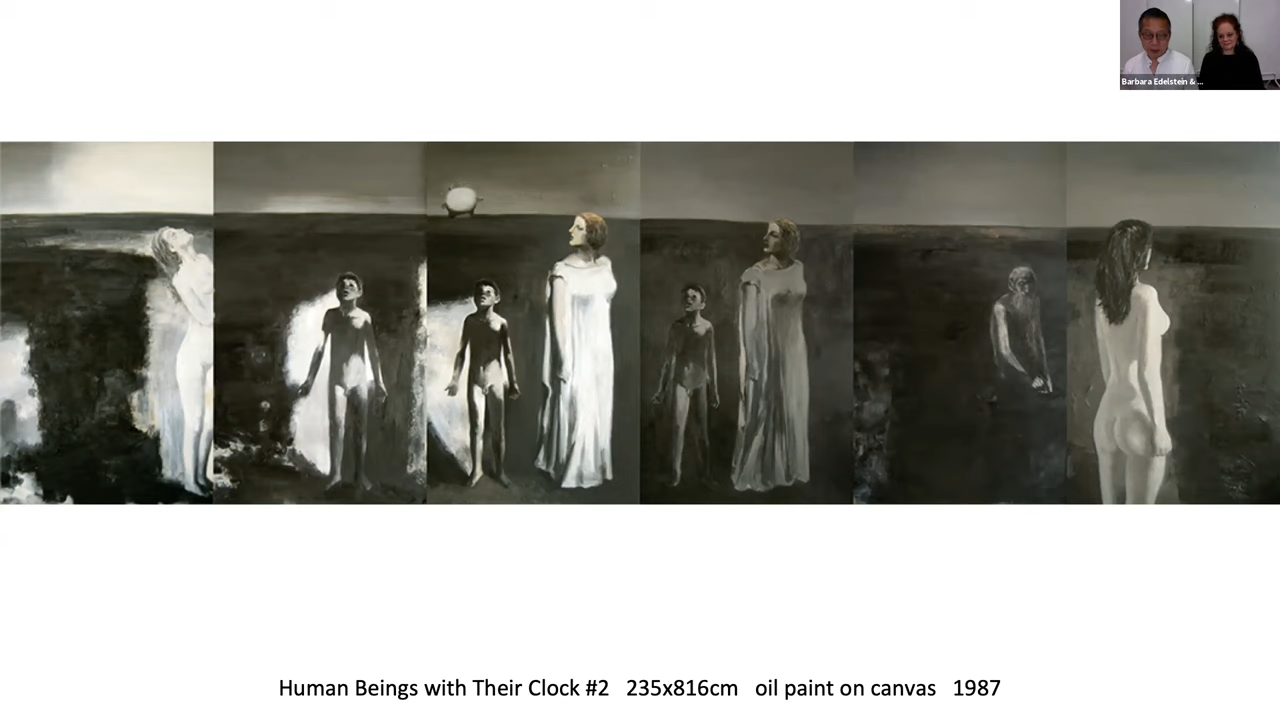 Barbara Edelstein & ...
Human Beings with Their Clock #2 235x816cm oil paint on canvas 1987